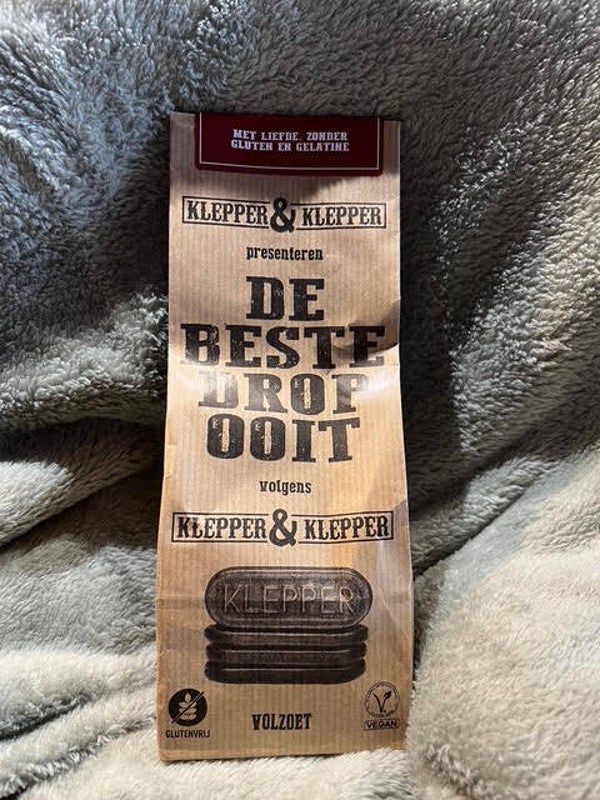 MET LIEFDE. ZONDER
GLUTEN EN GELATINE
KLEPPER & KLEPPER
presenteren
DE
BESTE
DROP
OOIT
volgens
KLEPPER & KLEPPER
KLEPPER
GLUTENVRIJ
VOLZOET
VEGAN